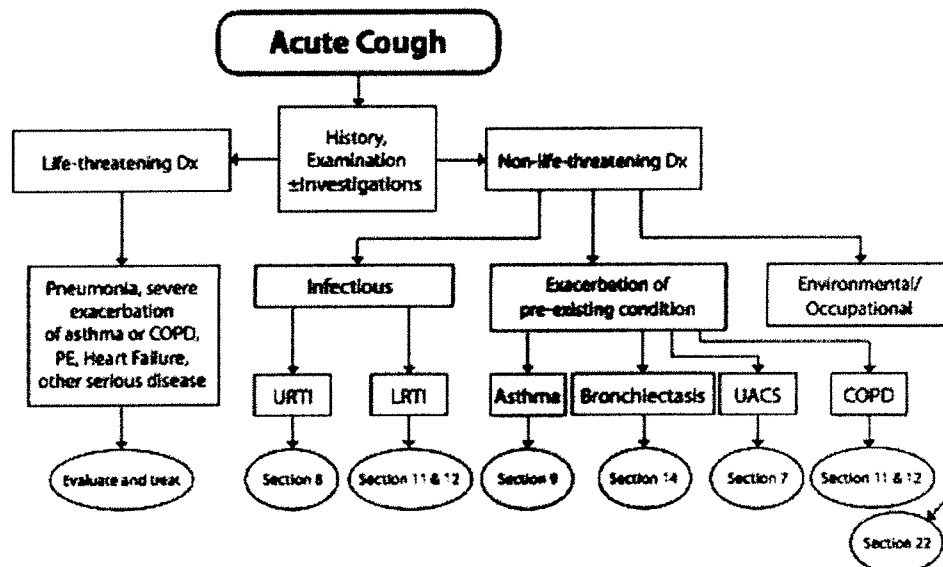 Acute Cough
History,
Examination
±Investigations
Life-threatening Dx
Non-life-threatening Dx
Pneumonia, severe
exacerbation
of asthma or COPD,
PE, Heart Failure,
other serious disease
Infectious
Exacerbation of
pre-existing condition
Environmental/
Occupational
URTI
LRTI
Asthma
Bronchiectasis
UACS
COPD
Evaluate and treat
Section 8
Section 11 & 12
Section 9
Section 14
Section 7
Section 11 & 12
Section 22